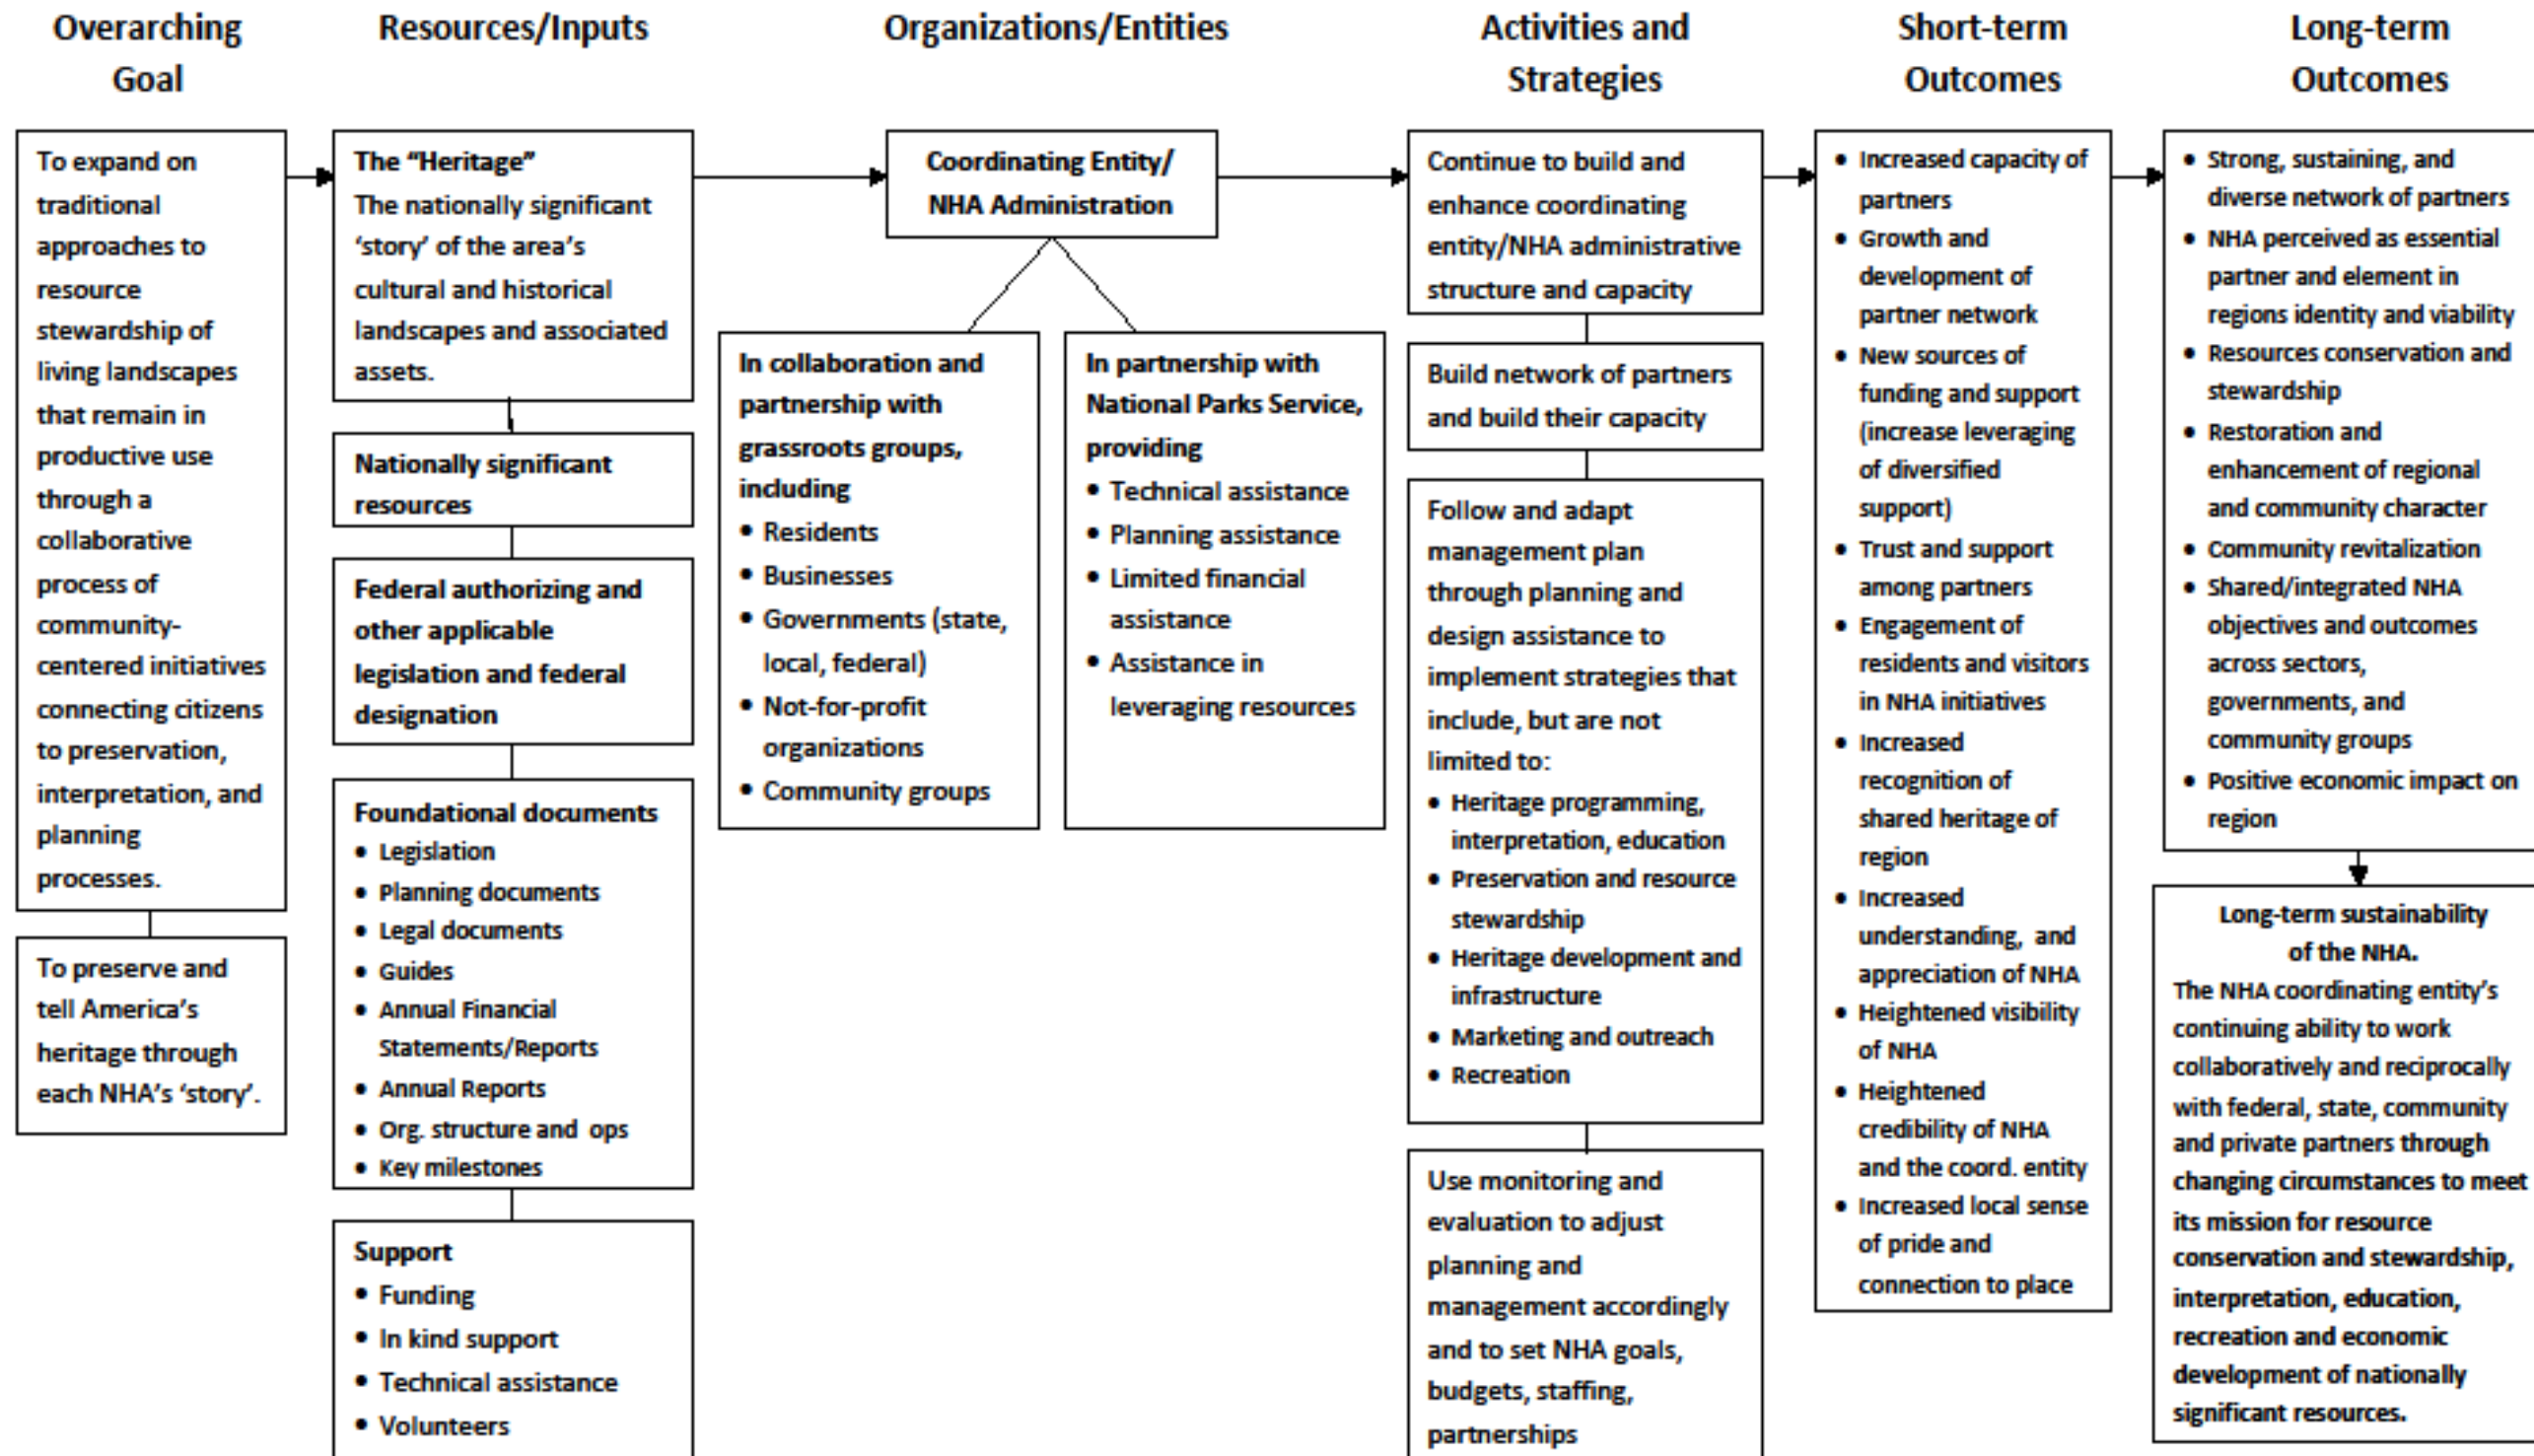 Overarching
Goal
Resources/Inputs
Organizations/Entities
Activities and
Strategies
Short-term
Outcomes
Long-term
Outcomes
To expand on
traditional
approaches to
resource
stewardship of
living landscapes
that remain in
productive use
through a
collaborative
process of
community-
centered initiatives
connecting citizens
to preservation,
interpretation, and
planning
processes.
To preserve and
tell America's
heritage through
each NHA's 'story'.
The "Heritage"
The nationally significant
'story' of the area's
cultural and historical
landscapes and associated
assets.
Nationally significant
resources
Federal authorizing and
other applicable
legislation and federal
designation
Foundational documents
• Legislation
• Planning documents
• Legal documents
• Guides
• Annual Financial
Statements/Reports
• Annual Reports
• Org. structure and ops
• Key milestones
Support
• Funding
• In kind support
• Technical assistance
• Volunteers
Coordinating Entity/
NHA Administration
In collaboration and
partnership with
grassroots groups,
including
• Residents
• Businesses
• Governments (state,
local, federal)
• Not-for-profit
organizations
• Community groups
In partnership with
National Parks Service,
providing
• Technical assistance
• Planning assistance
• Limited financial
assistance
• Assistance in
leveraging resources
Continue to build and
enhance coordinating
entity/NHA administrative
structure and capacity
Build network of partners
and build their capacity
Follow and adapt
management plan
through planning and
design assistance to
implement strategies that
include, but are not
limited to:
• Heritage programming,
interpretation, education
• Preservation and resource
stewardship
• Heritage development and
infrastructure
• Marketing and outreach
• Recreation
Use monitoring and
evaluation to adjust
planning and
management accordingly
and to set NHA goals,
budgets, staffing,
partnerships
• Increased capacity of
partners
• Growth and
development of
partner network
• New sources of
funding and support
(increase leveraging
of diversified
support)
• Trust and support
among partners
• Engagement of
residents and visitors
in NHA initiatives
• Increased
recognition of
shared heritage of
region
• Increased
understanding, and
appreciation of NHA
• Heightened visibility
of NHA
• Heightened
credibility of NHA
and the coord. entity
• Increased local sense
of pride and
connection to place
• Strong, sustaining, and
diverse network of partners
• NHA perceived as essential
partner and element in
regions identity and viability
• Resources conservation and
stewardship
• Restoration and
enhancement of regional
and community character
• Community revitalization
• Shared/integrated NHA
objectives and outcomes
across sectors,
governments, and
community groups
• Positive economic impact on
region
Long-term sustainability
of the NHA.
The NHA coordinating entity's
continuing ability to work
collaboratively and reciprocally
with federal, state, community
and private partners through
changing circumstances to meet
its mission for resource
conservation and stewardship,
interpretation, education,
recreation and economic
development of nationally
significant resources.